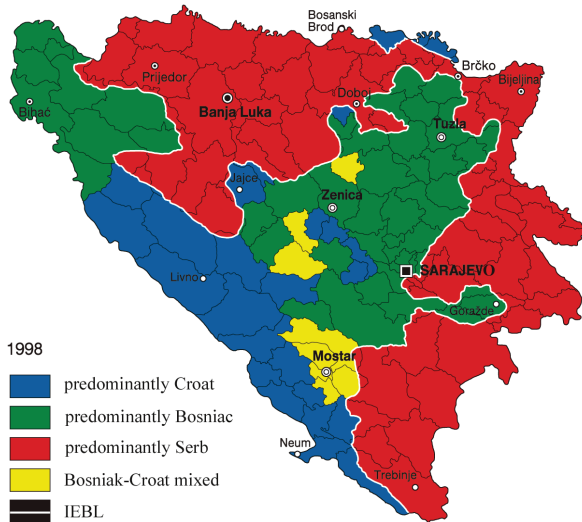 Bosanski
Brod
Brčko
Prijedor
Bijeljina
Doboj
Bihać
Banja Luka
Tuzla
Jajce
Zenica
SARAJEVO
Livno
Goražde
1998
Mostar
predominantly Croat
predominantly Bosniac
predominantly Serb
Neum
Bosniak-Croat mixed
Trebinje
IEBL